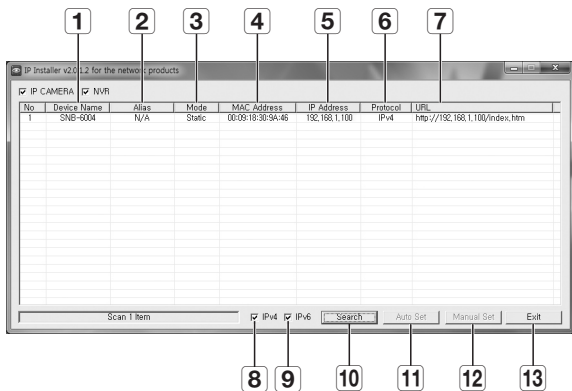 1 2 3 4 5 6 7
IP Installer v2.0.1.2 for the network products
IP CAMERA NVR
No Device Name Alias Mode MAC Address IP Address Protocol URL
1 SNB-6004 N/A Static 00:09:18:30:9A:46 192,168,1,100 IPv4 http://192,168,1,100/index,htm
Scan 1 Item IPv4 IPv6 Search Auto Set Manual Set Exit
8 9 10 11 12 13